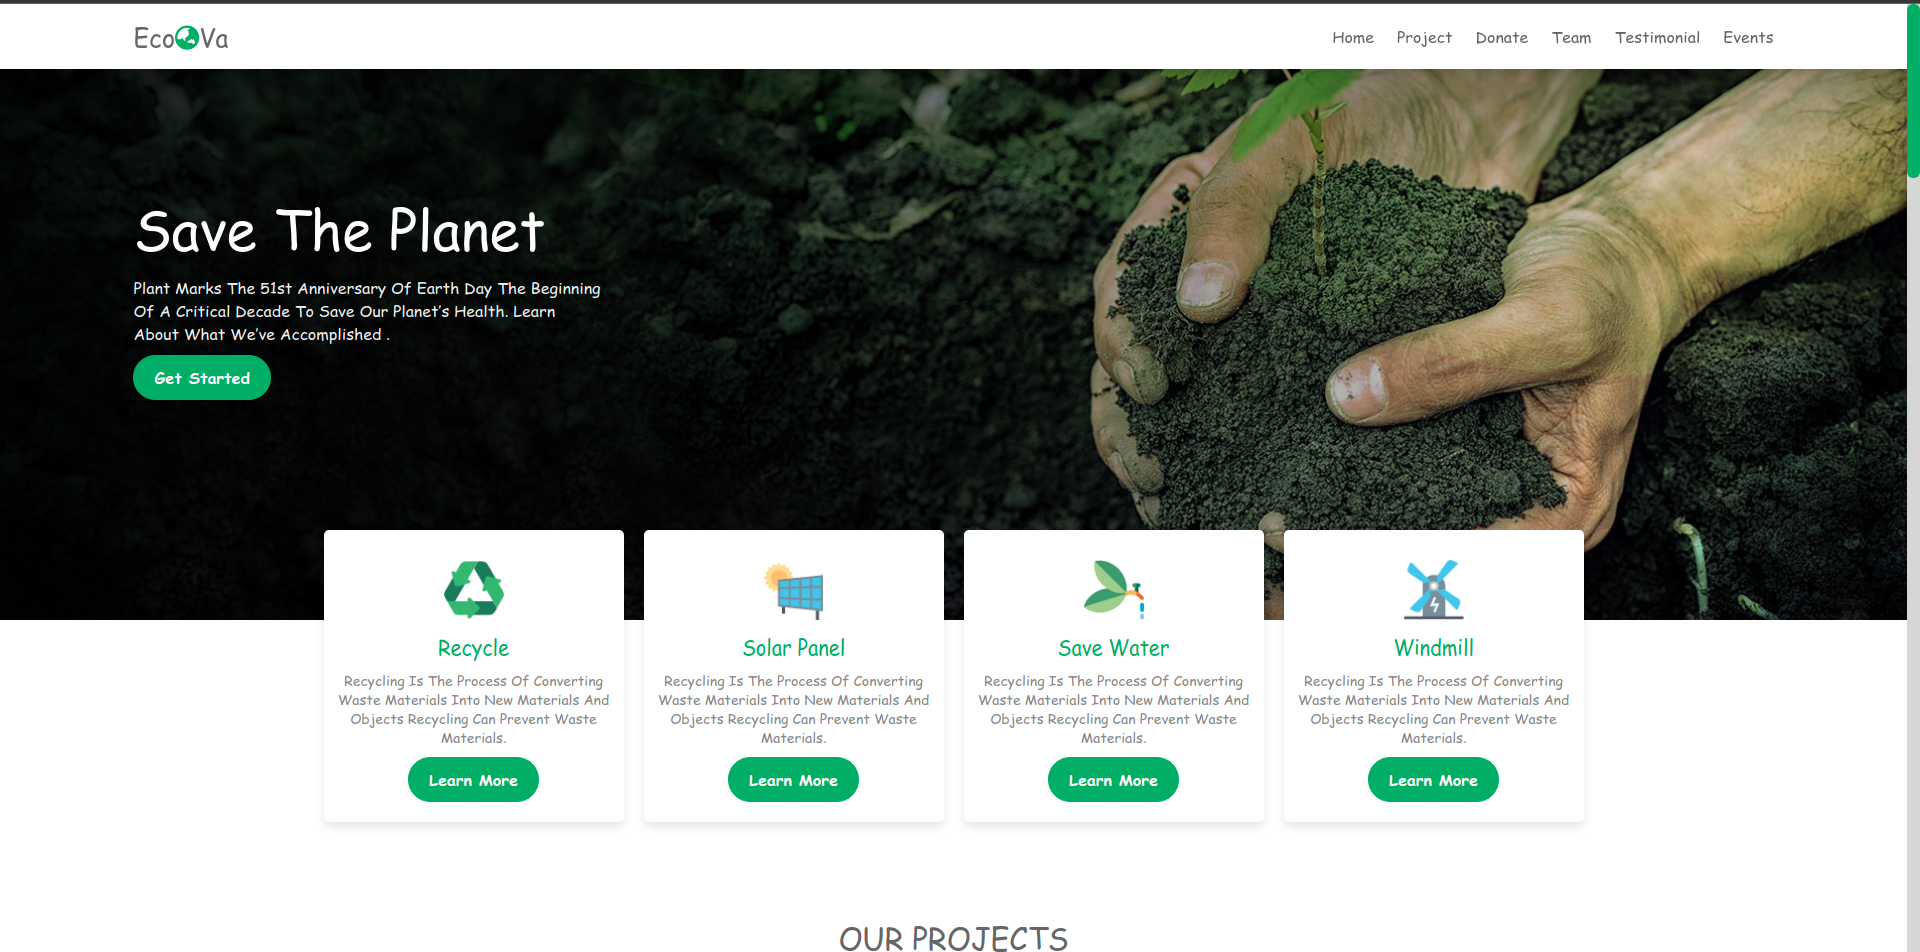 EcoVa
Home Project Donate Team Testimonial Events
Save The Planet
Plant Marks The 51st Anniversary Of Earth Day The Beginning
Of A Critical Decade To Save Our Planet's Health. Learn
About What We've Accomplished .
Get Started
Recycle
Recycling Is The Process Of Converting
Waste Materials Into New Materials And
Objects Recycling Can Prevent Waste
Materials.
Learn More
Solar Panel
Recycling Is The Process Of Converting
Waste Materials Into New Materials And
Objects Recycling Can Prevent Waste
Materials.
Learn More
Save Water
Recycling Is The Process Of Converting
Waste Materials Into New Materials And
Objects Recycling Can Prevent Waste
Materials.
Learn More
Windmill
Recycling Is The Process Of Converting
Waste Materials Into New Materials And
Objects Recycling Can Prevent Waste
Materials.
Learn More
OUR PROJECTS